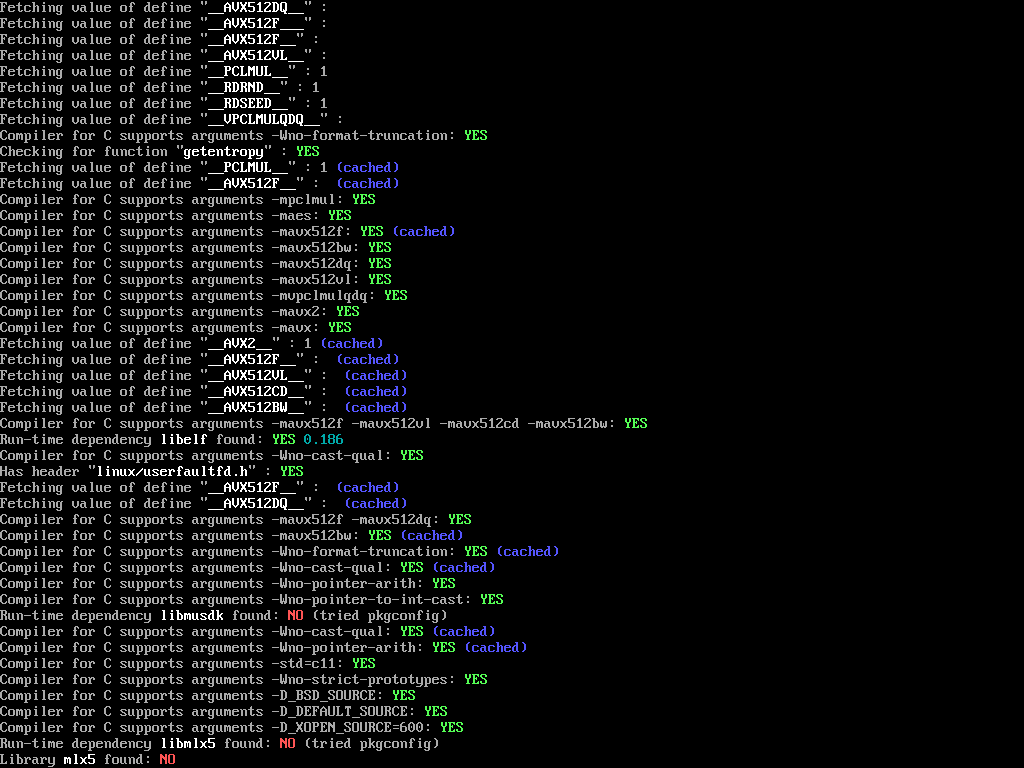 Fetching value of define "__AVX512DQ__" :
Fetching value of define "__AVX512F___" :
Fetching value of define "__AVX512F__" :
Fetching value of define "__AVX512VL__" :
Fetching value of define "__PCLMUL__" : 1
Fetching value of define "__RDRND__" : 1
Fetching value of define "__RDSEED__" : 1
Fetching value of define "__VPCLMULQDQ__" :
Compiler for C supports arguments -Wno-format-truncation: YES
Checking for function "getentropy" : YES
Fetching value of define "__PCLMUL__" : 1 (cached)
Fetching value of define "__AVX512F__" :  (cached)
Compiler for C supports arguments -mpclmul: YES
Compiler for C supports arguments -maes: YES
Compiler for C supports arguments -mavx512f: YES (cached)
Compiler for C supports arguments -mavx512bw: YES
Compiler for C supports arguments -mavx512dq: YES
Compiler for C supports arguments -mavx512vl: YES
Compiler for C supports arguments -mvpclmulqdq: YES
Compiler for C supports arguments -mavx2: YES
Compiler for C supports arguments -mavx: YES
Fetching value of define "__AVX2__" : 1 (cached)
Fetching value of define "__AVX512F__" :  (cached)
Fetching value of define "__AVX512VL__" :  (cached)
Fetching value of define "__AVX512CD__" :  (cached)
Fetching value of define "__AVX512BW__" :  (cached)
Compiler for C supports arguments -mavx512f -mavx512vl -mavx512cd -mavx512bw: YES
Run-time dependency libelf found: YES 0.186
Compiler for C supports arguments -Wno-cast-qual: YES
Has header "linux/userfaultfd.h" : YES
Fetching value of define "__AVX512F__" :  (cached)
Fetching value of define "__AVX512DQ__" :  (cached)
Compiler for C supports arguments -mavx512f -mavx512dq: YES
Compiler for C supports arguments -mavx512bw: YES (cached)
Compiler for C supports arguments -Wno-format-truncation: YES (cached)
Compiler for C supports arguments -Wno-cast-qual: YES (cached)
Compiler for C supports arguments -Wno-pointer-arith: YES
Compiler for C supports arguments -Wno-pointer-to-int-cast: YES
Run-time dependency libmusdk found: NO (tried pkgconfig)
Compiler for C supports arguments -Wno-cast-qual: YES (cached)
Compiler for C supports arguments -Wno-pointer-arith: YES (cached)
Compiler for C supports arguments -std=c11: YES
Compiler for C supports arguments -Wno-strict-prototypes: YES
Compiler for C supports arguments -D_BSD_SOURCE: YES
Compiler for C supports arguments -D_DEFAULT_SOURCE: YES
Compiler for C supports arguments -D_XOPEN_SOURCE=600: YES
Run-time dependency libmlx5 found: NO (tried pkgconfig)
Library mlx5 found: NO